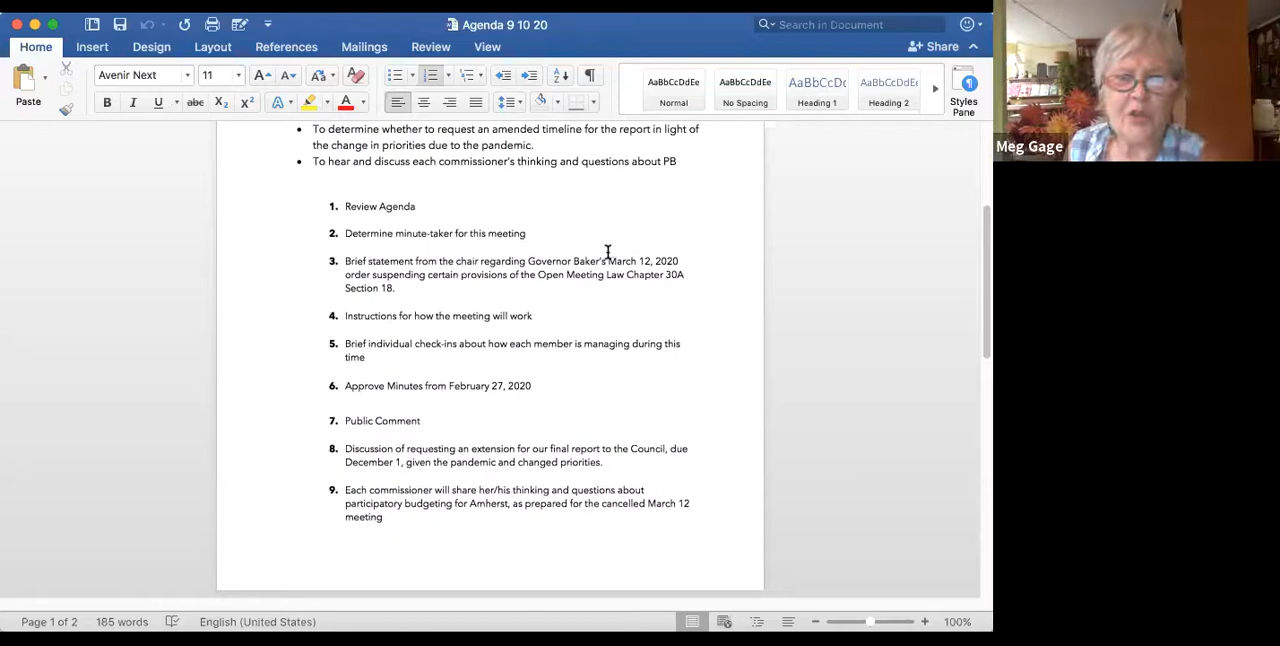 Agenda 9 10 20
Search in Document
Home Insert Design Layout References Mailings Review View
Share
Paste
Avenir Next
11
AaBbCcDdEe AaBbCcDdEe AaBbCcDc AaBbCcDdEe
Normal No Spacing Heading 1 Heading 2
Styles
Pane
Meg Gage
• To determine whether to request an amended timeline for the report in light of
the change in priorities due to the pandemic.
• To hear and discuss each commissioner's thinking and questions about PB
1. Review Agenda
2. Determine minute-taker for this meeting
3. Brief statement from the chair regarding Governor Baker's March 12, 2020
order suspending certain provisions of the Open Meeting Law Chapter 30A
Section 18.
4. Instructions for how the meeting will work
5. Brief individual check-ins about how each member is managing during this
time
6. Approve Minutes from February 27, 2020
7. Public Comment
8. Discussion of requesting an extension for our final report to the Council, due
December 1, given the pandemic and changed priorities.
9. Each commissioner will share her/his thinking and questions about
participatory budgeting for Amherst, as prepared for the cancelled March 12
meeting
Page 1 of 2 185 words English (United States) 100%